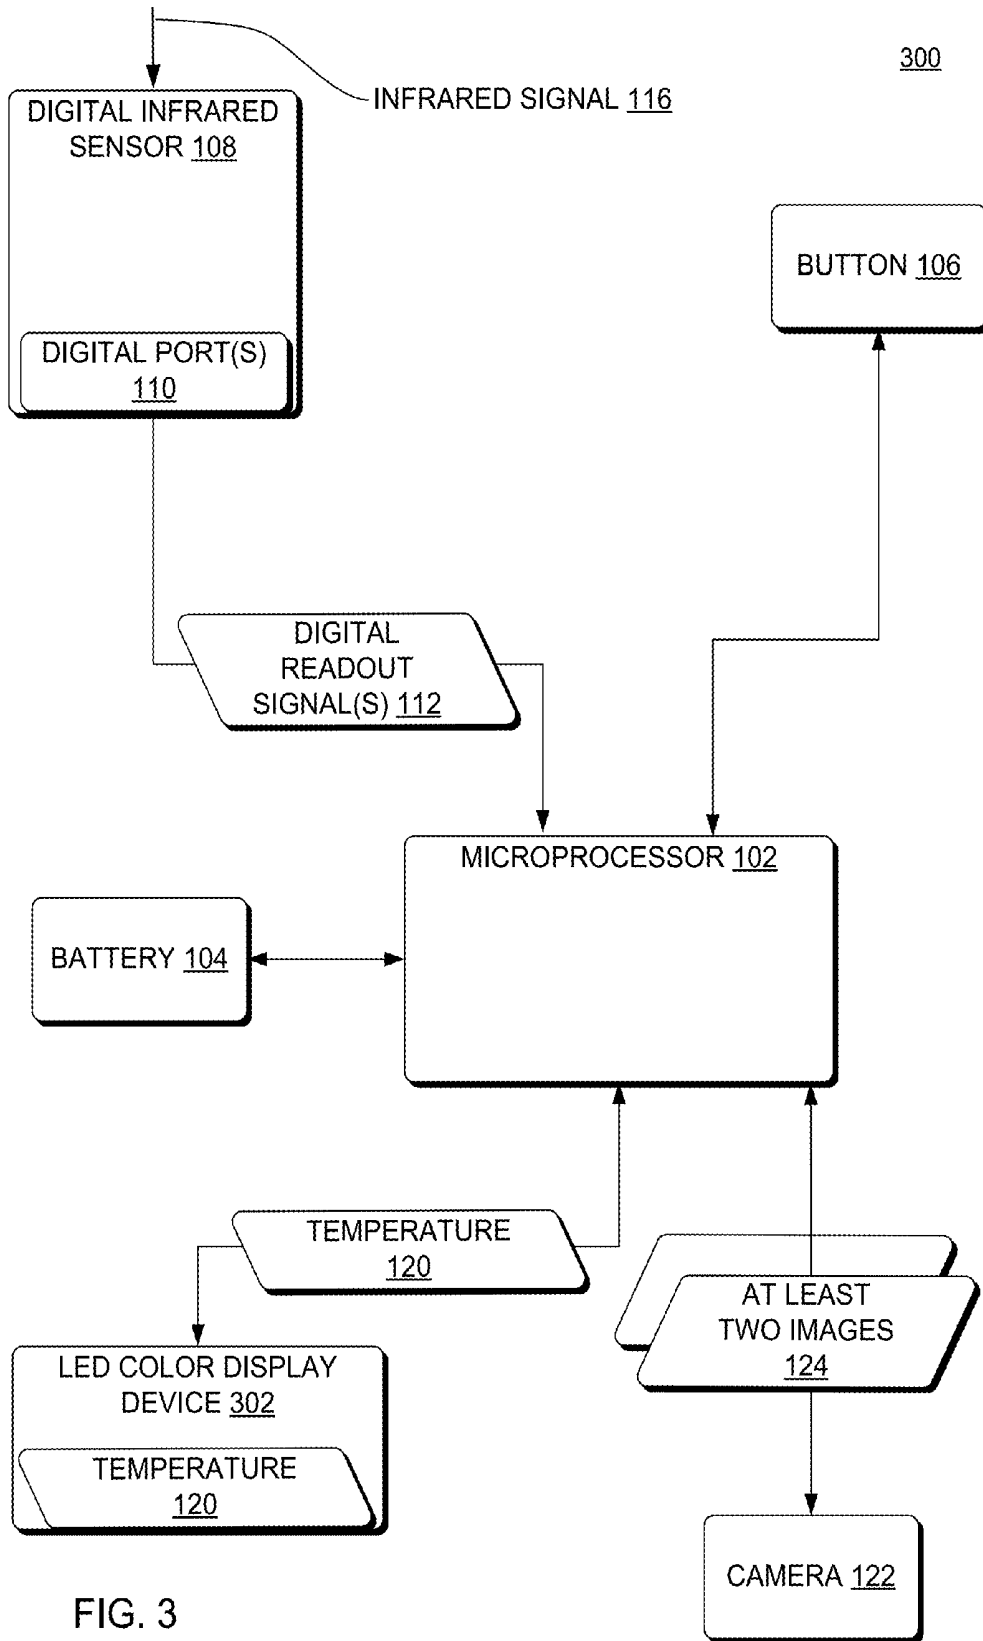 300
INFRARED SIGNAL 116
DIGITAL INFRARED
SENSOR 108
BUTTON 106
DIGITAL PORT(S)
110
DIGITAL
READOUT
SIGNAL(S) 112
MICROPROCESSOR 102
BATTERY 104
TEMPERATURE
120
AT LEAST
TWO IMAGES
124
LED COLOR DISPLAY
DEVICE 302
TEMPERATURE
120
CAMERA 122
FIG. 3